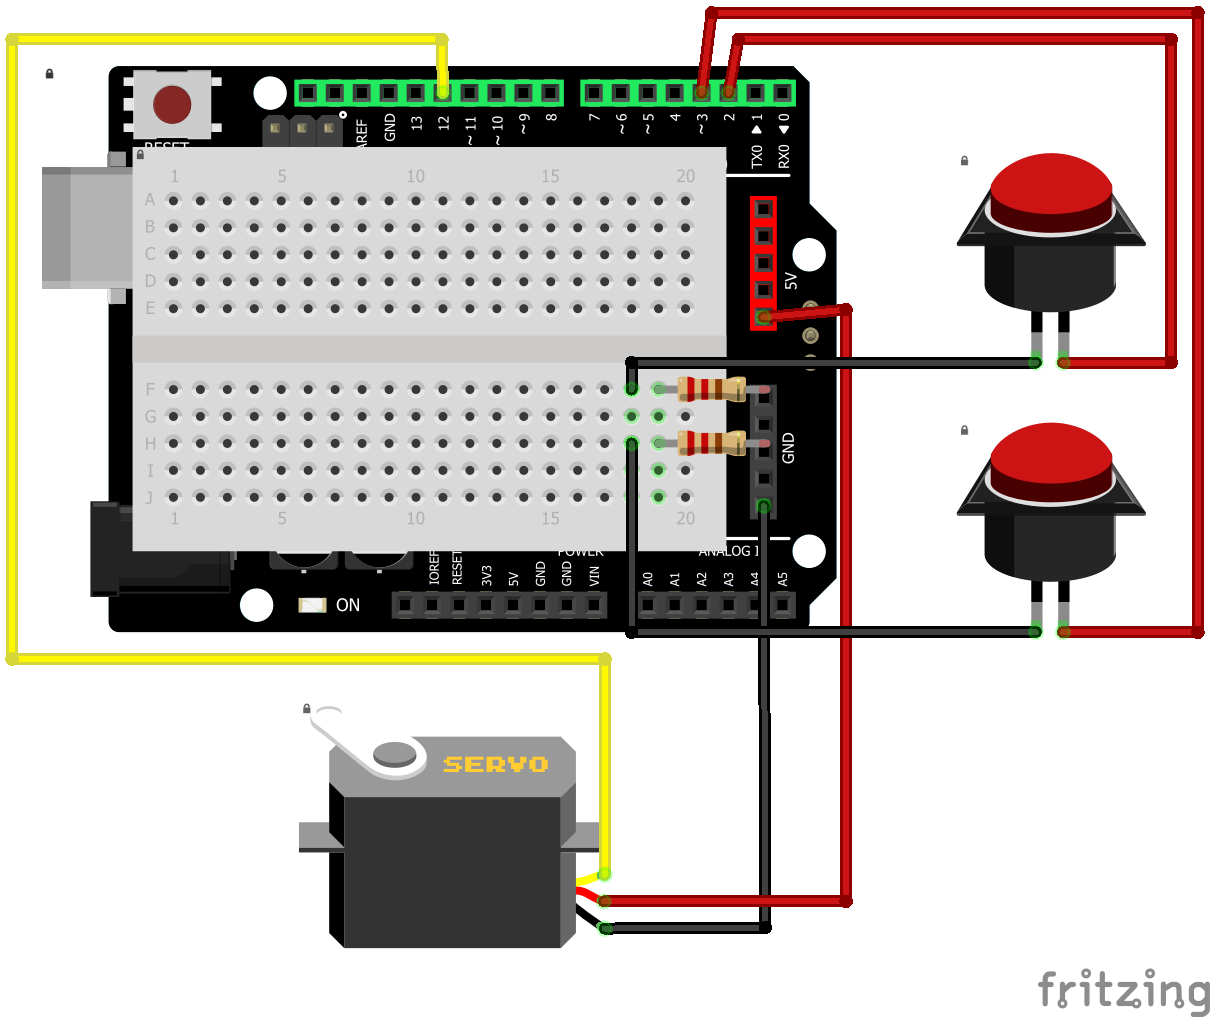 RESET
AREF
GND
13
12
~11
~10
~9
8
7
~6
~5
4
~3
2
TX0 ▶ 1
RX0 ◀ 0
1 5 10 15 20
A
B
C
D
E
5V
F
G
H
I
J
GND
1 5 10 15 20
POWER
ANALOG I
IOREF
RESET
3V3
5V
GND
GND
VIN
A0
A1
A2
A3
A4
A5
ON
SERVO
fritzing